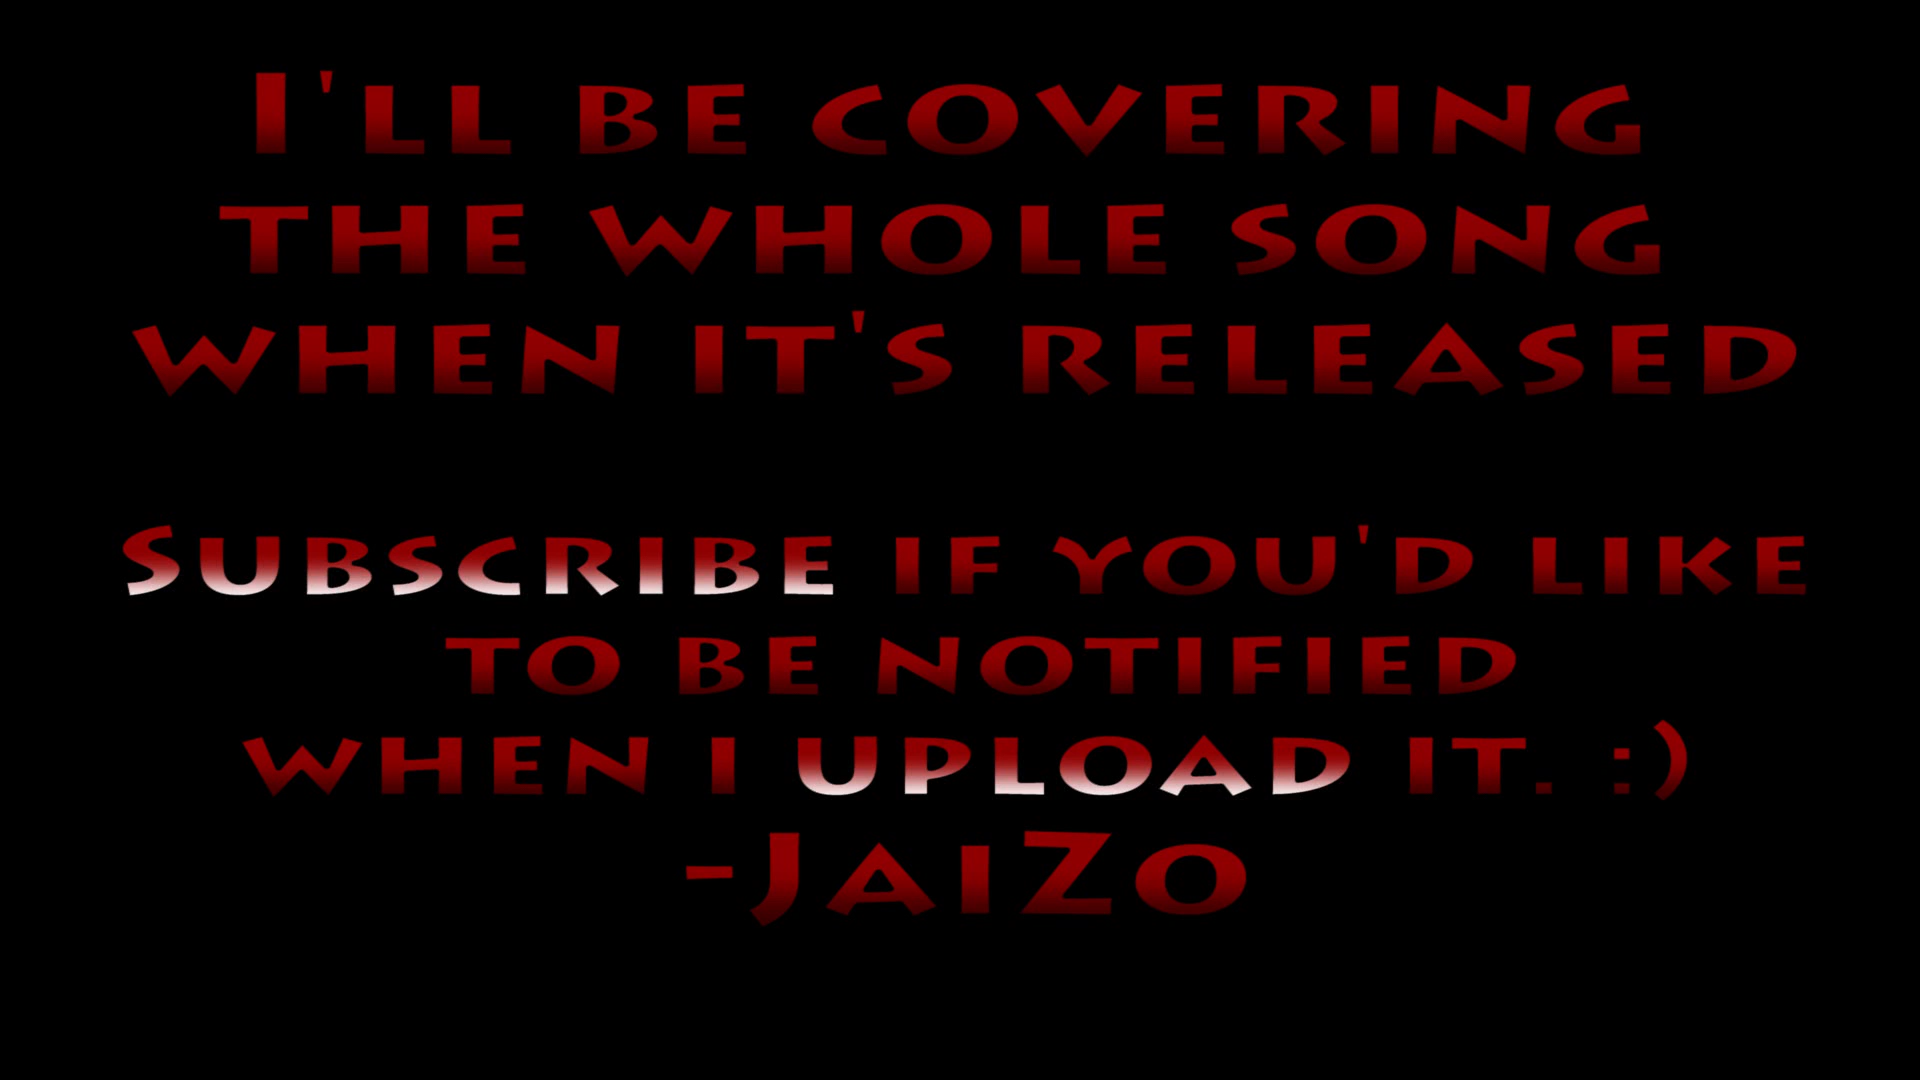 I'll be covering
the whole song
when it's released
Subscribe if you'd like
to be notified
when I upload it. :)
-JaiZo